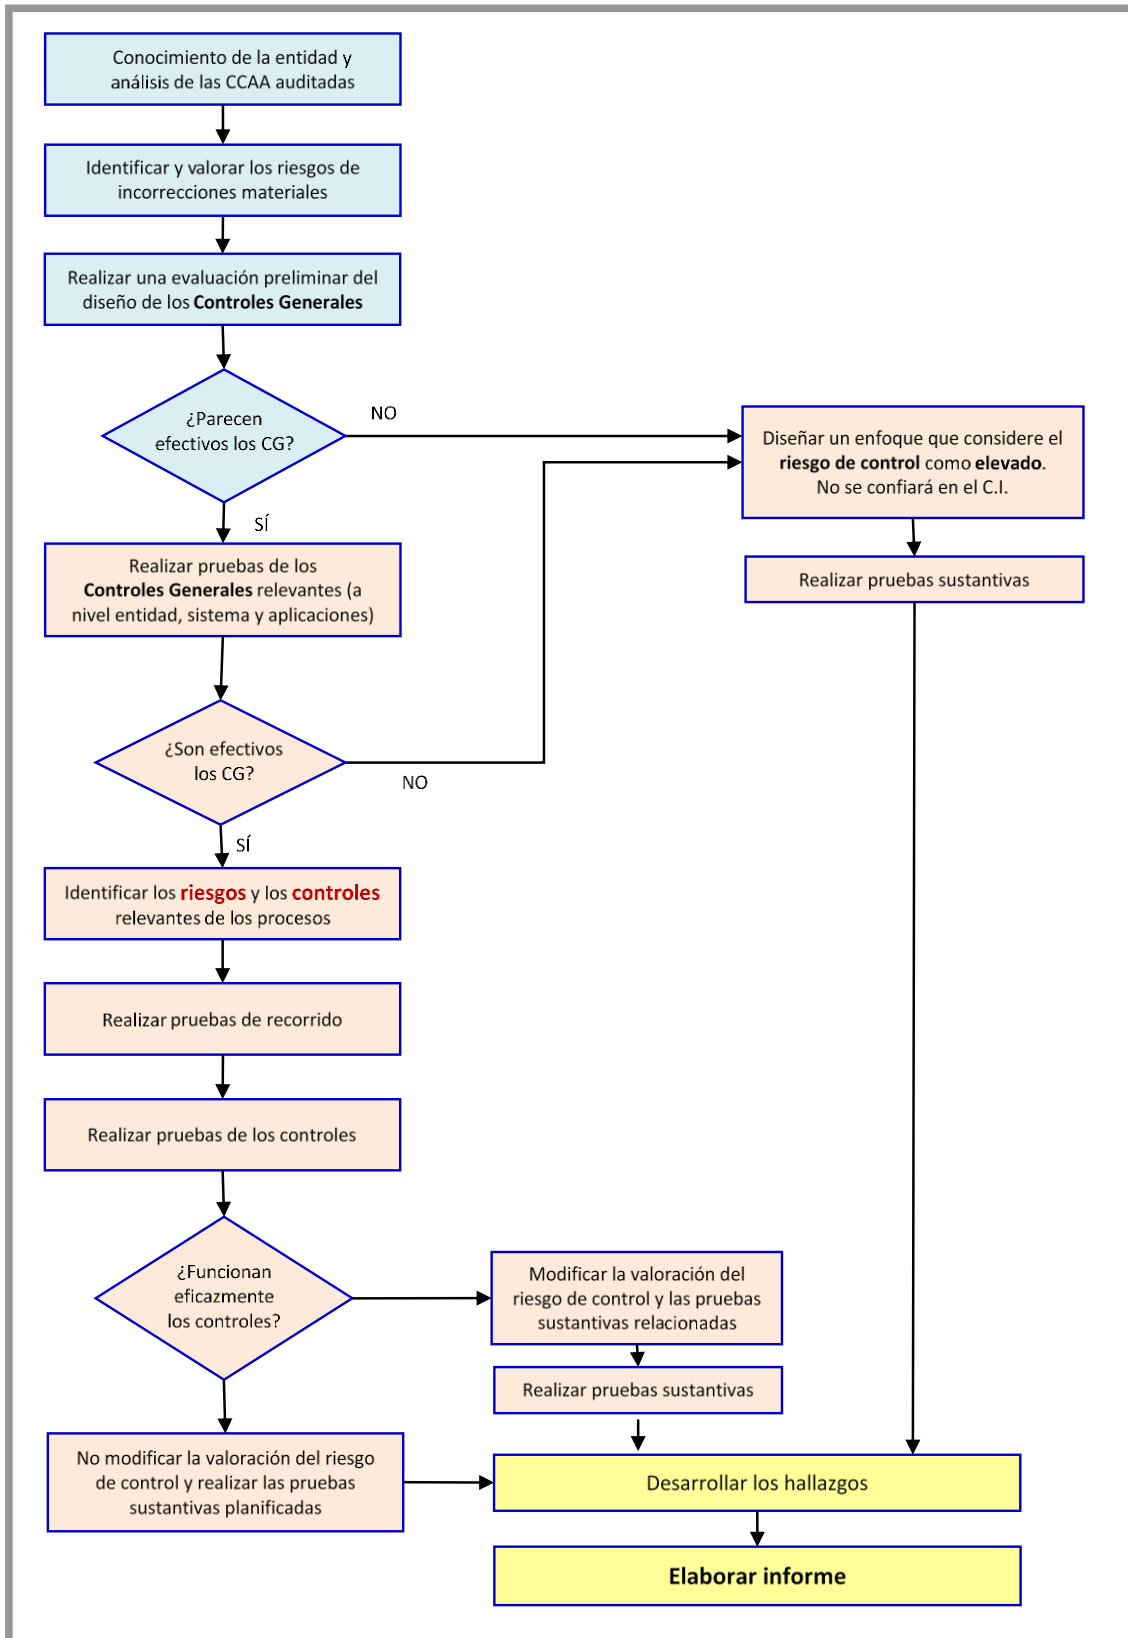 Conocimiento de la entidad y
análisis de las CCAA auditadas
Identificar y valorar los riesgos de
incorrecciones materiales
Realizar una evaluación preliminar del
diseño de los Controles Generales
¿Parecen
efectivos los CG?
NO
Diseñar un enfoque que considere el
riesgo de control como elevado.
No se confiará en el C.I.
SÍ
Realizar pruebas de los
Controles Generales relevantes (a
nivel entidad, sistema y aplicaciones)
Realizar pruebas sustantivas
¿Son efectivos
los CG?
NO
SÍ
Identificar los riesgos y los controles
relevantes de los procesos
Realizar pruebas de recorrido
Realizar pruebas de los controles
¿Funcionan
eficazmente
los controles?
Modificar la valoración del
riesgo de control y las pruebas
sustantivas relacionadas
Realizar pruebas sustantivas
No modificar la valoración del riesgo
de control y realizar las pruebas
sustantivas planificadas
Desarrollar los hallazgos
Elaborar informe